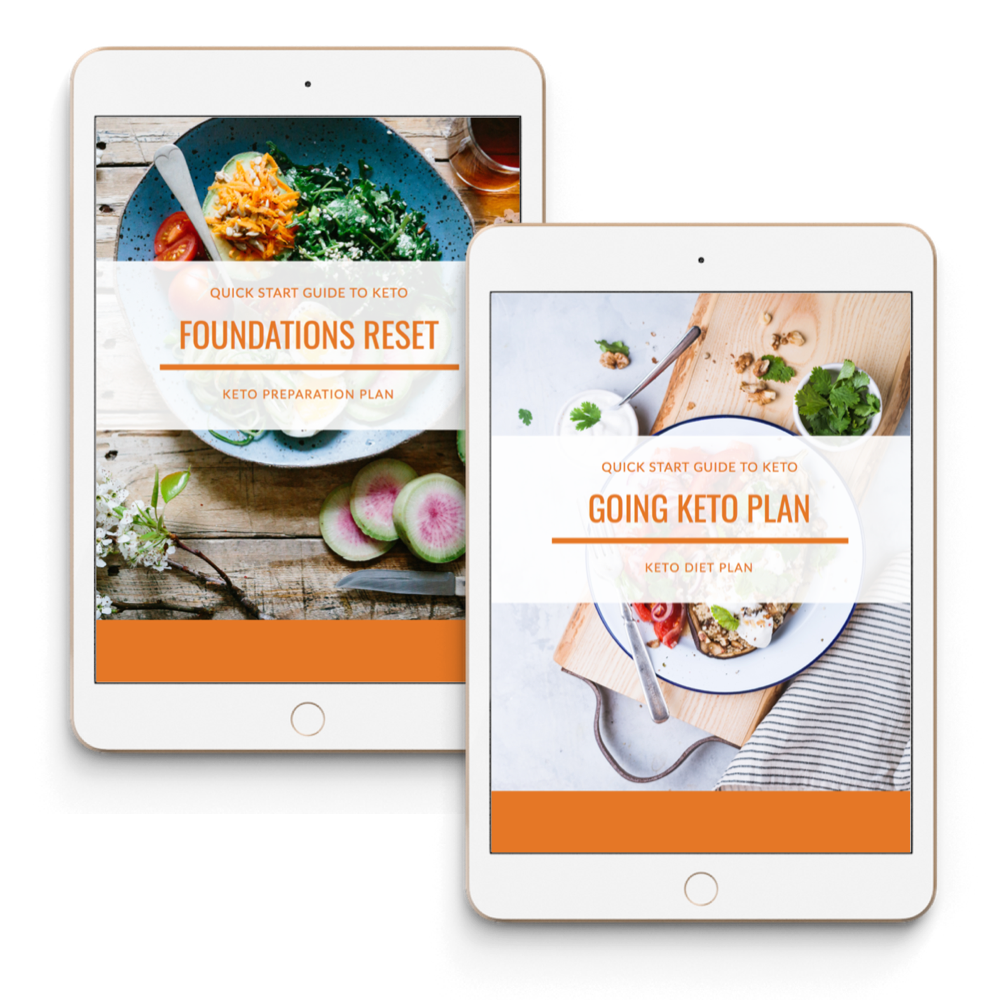 QUICK START GUIDE TO KETO
FOUNDATIONS RESET
KETO PREPARATION PLAN
QUICK START GUIDE TO KETO
GOING KETO PLAN
KETO DIET PLAN